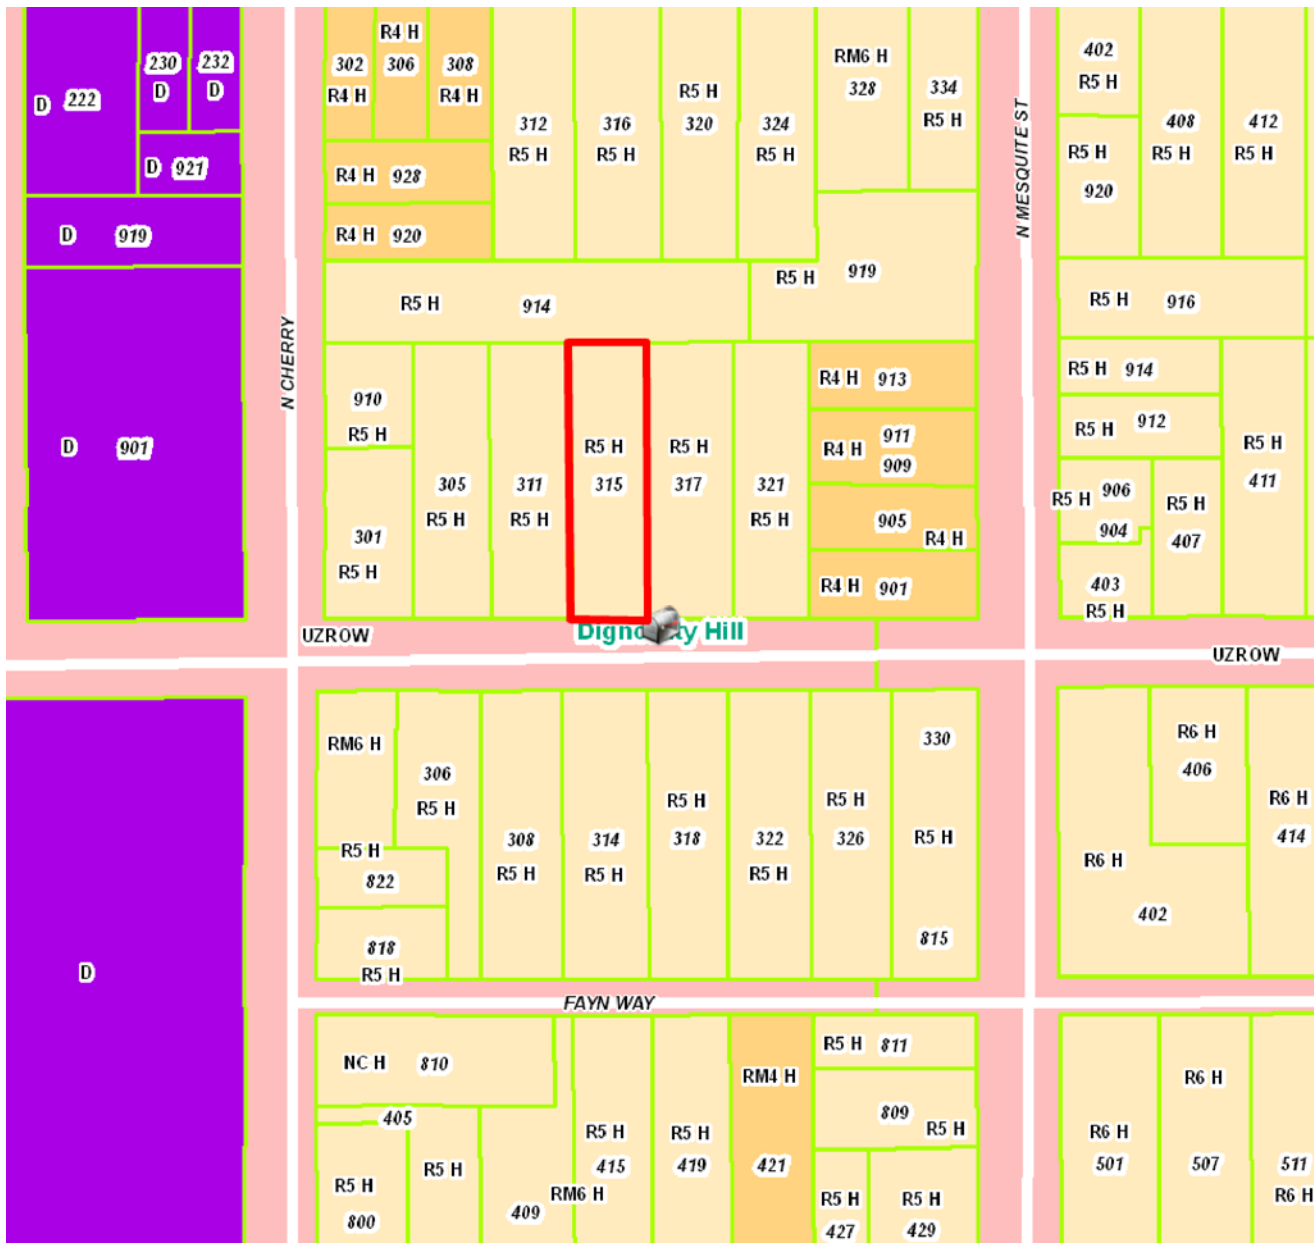 R4 H
302
306
308
R4 H
R4 H
D
222
230
D
232
D
D
921
D
919
D
901
D
R4 H
928
R4 H
920
312
R5 H
316
R5 H
R5 H
320
324
R5 H
RM6 H
328
334
R5 H
R5 H
919
R5 H
914
N CHERRY
N MESQUITE ST
402
R5 H
R5 H
920
408
R5 H
412
R5 H
R5 H
916
R5 H
914
R5 H
912
R5 H
906
904
R5 H
407
R5 H
411
403
R5 H
910
R5 H
301
R5 H
305
R5 H
311
R5 H
R5 H
315
R5 H
317
321
R5 H
R4 H
913
R4 H
911
909
905
R4 H
R4 H
901
UZROW
UZROW
RM6 H
306
R5 H
R5 H
822
818
R5 H
308
R5 H
314
R5 H
R5 H
318
322
R5 H
R5 H
326
330
R5 H
815
R6 H
406
R6 H
414
R6 H
402
FAYN WAY
NC H
810
405
R5 H
800
R5 H
409
RM6 H
R5 H
415
R5 H
419
RM4 H
421
R5 H
811
809
R5 H
R5 H
427
R5 H
429
R6 H
501
R6 H
507
511
R6 H